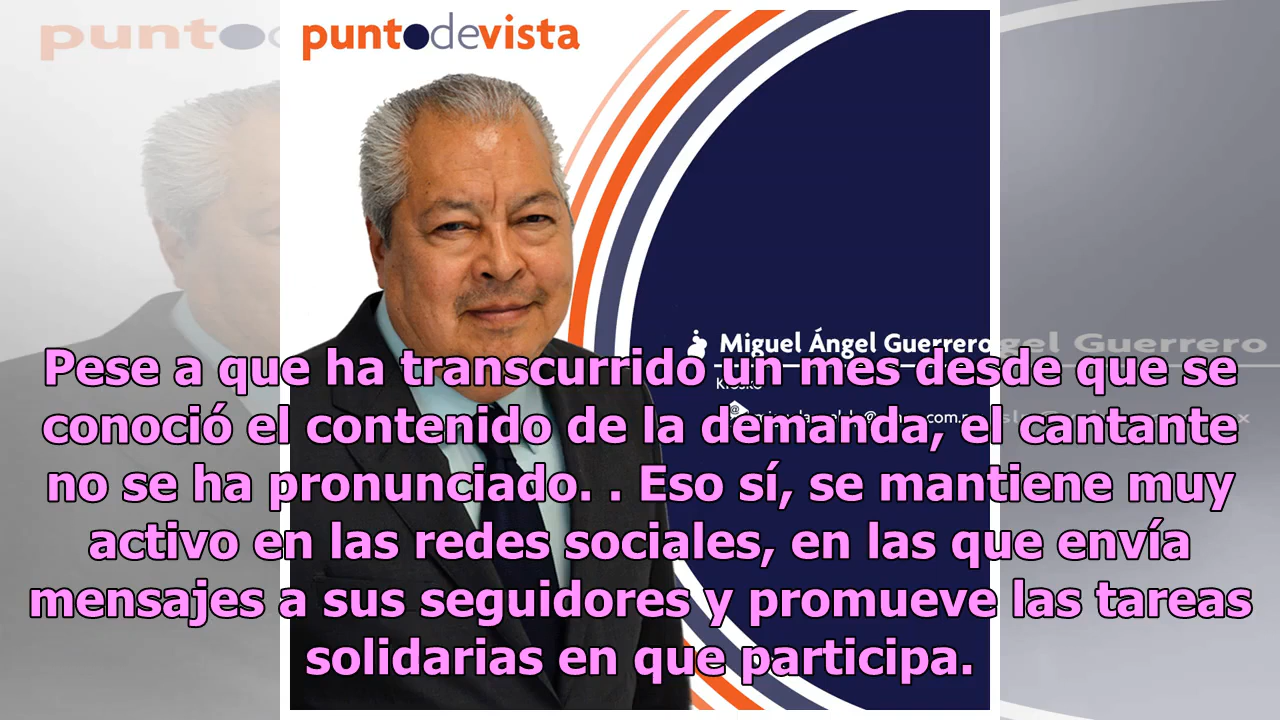 puntodevista
Miguel Ángel Guerrero
Pese a que ha transcurrido un mes desde que se
conoció el contenido de la demanda, el cantante
no se ha pronunciado. . Eso sí, se mantiene muy
activo en las redes sociales, en las que envía
mensajes a sus seguidores y promueve las tareas
solidarias en que participa.